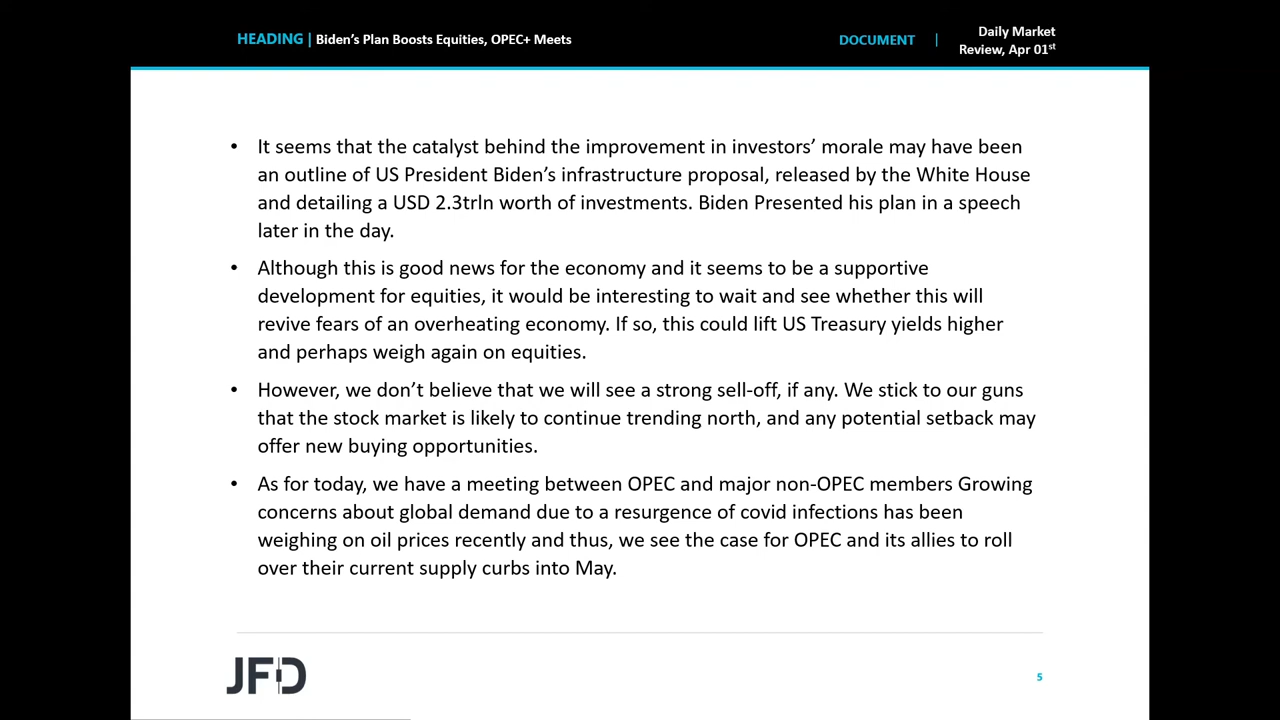 HEADING | Biden's Plan Boosts Equities, OPEC+ Meets
DOCUMENT | Daily Market
Review, Apr 01st
• It seems that the catalyst behind the improvement in investors' morale may have been
an outline of US President Biden's infrastructure proposal, released by the White House
and detailing a USD 2.3trln worth of investments. Biden Presented his plan in a speech
later in the day.
• Although this is good news for the economy and it seems to be a supportive
development for equities, it would be interesting to wait and see whether this will
revive fears of an overheating economy. If so, this could lift US Treasury yields higher
and perhaps weigh again on equities.
• However, we don't believe that we will see a strong sell-off, if any. We stick to our guns
that the stock market is likely to continue trending north, and any potential setback may
offer new buying opportunities.
• As for today, we have a meeting between OPEC and major non-OPEC members Growing
concerns about global demand due to a resurgence of covid infections has been
weighing on oil prices recently and thus, we see the case for OPEC and its allies to roll
over their current supply curbs into May.
JFD
5